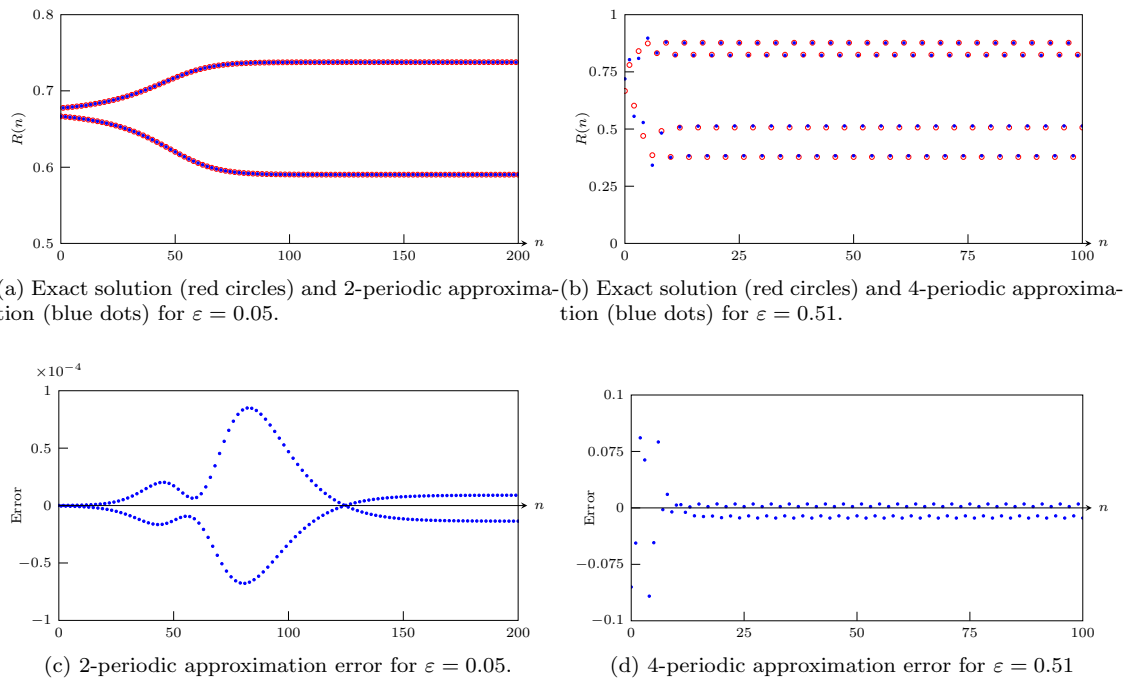 0.8
0.7
0.6
0.5
R(n)
0
50
100
150
200
n
1
0.75
0.5
0.25
0
R(n)
0
25
50
75
100
n
(a) Exact solution (red circles) and 2-periodic approxima-
tion (blue dots) for ε = 0.05.
(b) Exact solution (red circles) and 4-periodic approxima-
tion (blue dots) for ε = 0.51.
×10−4
1
0.5
0
−0.5
−1
Error
0
50
100
150
200
n
0.1
0.075
0
−0.075
−0.1
Error
0
25
50
75
100
n
(c) 2-periodic approximation error for ε = 0.05.
(d) 4-periodic approximation error for ε = 0.51